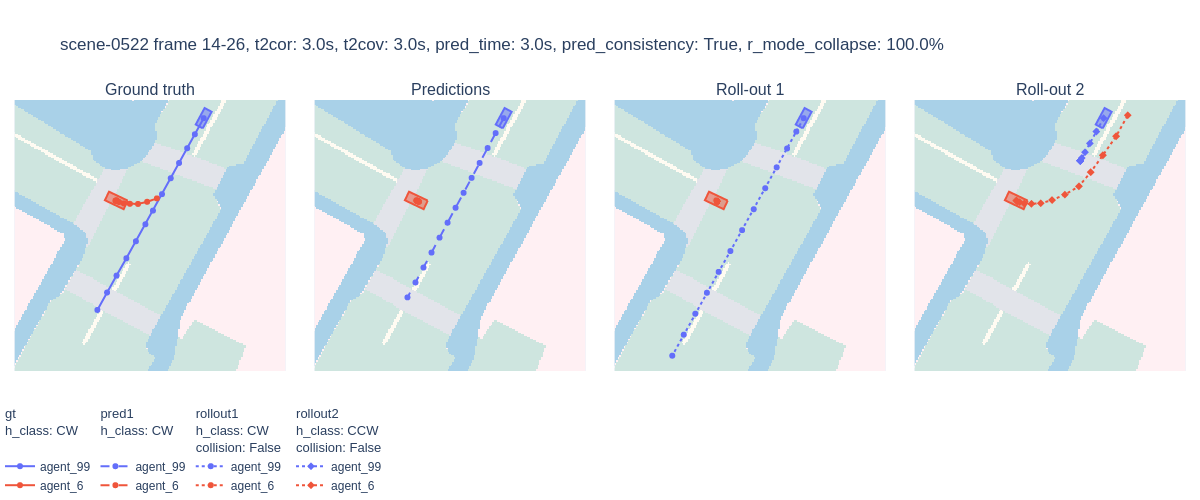 scene-0522 frame 14-26, t2cor: 3.0s, t2cov: 3.0s, pred_time: 3.0s, pred_consistency: True, r_mode_collapse: 100.0%
Ground truth
Predictions
Roll-out 1
Roll-out 2
gt
h_class: CW
agent_99
agent_6
pred1
h_class: CW
agent_99
agent_6
rollout1
h_class: CW
collision: False
agent_99
agent_6
rollout2
h_class: CCW
collision: False
agent_99
agent_6